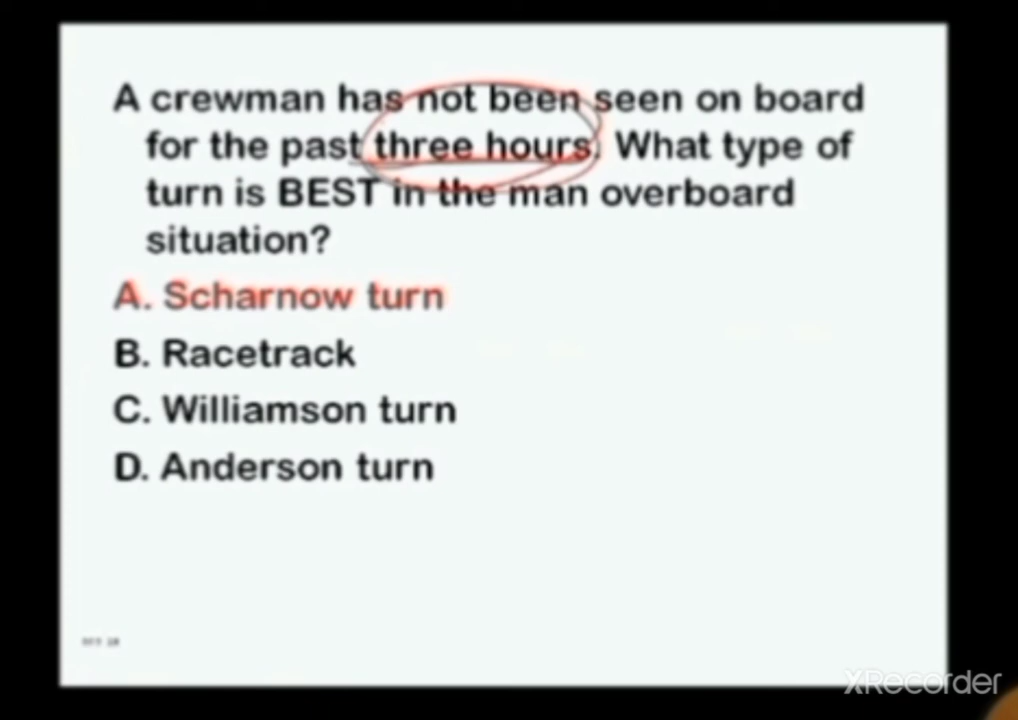 A crewman has not been seen on board
for the past three hours. What type of
turn is BEST in the man overboard
situation?
A. Scharnow turn
B. Racetrack
C. Williamson turn
D. Anderson turn
XRecorder